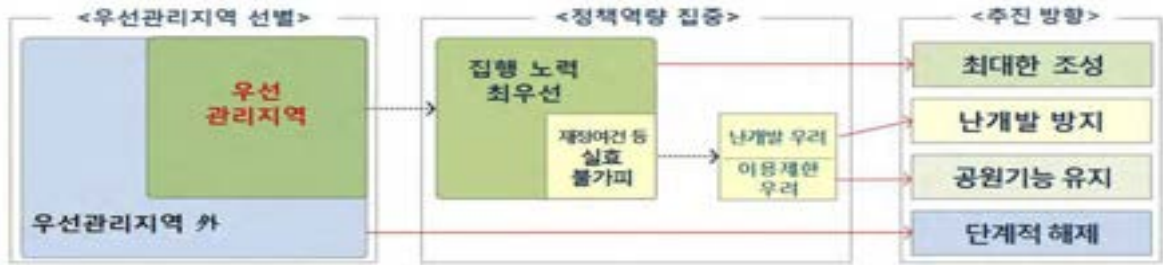 <우선관리지역 선별>
우선
관리지역
우선관리지역 外
<정책역량 집중>
집행 노력
최우선
재정여건 등
실효
불가피
난개발 우려
이용제한
우려
<추진 방향>
최대한 조성
난개발 방지
공원기능 유지
단계적 해제